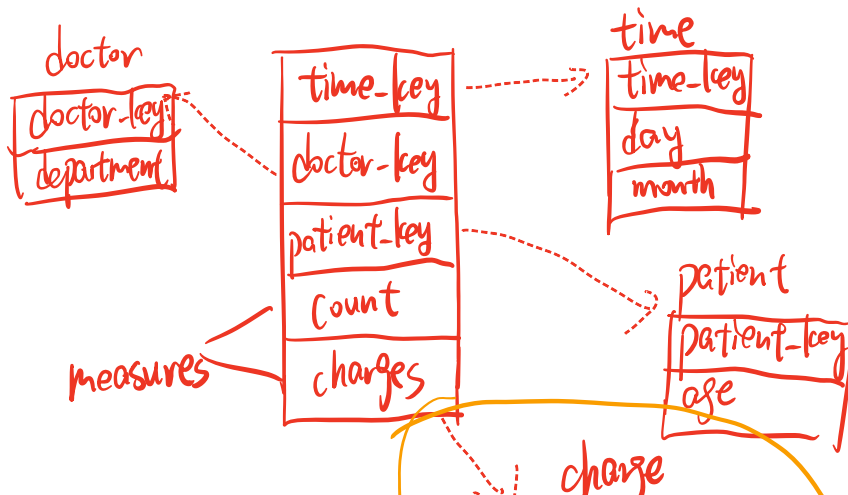 doctor
doctor_key
department
time_key
doctor_key
patient_key
count
charges
measures
time
time_key
day
month
patient
patient_key
age
charge